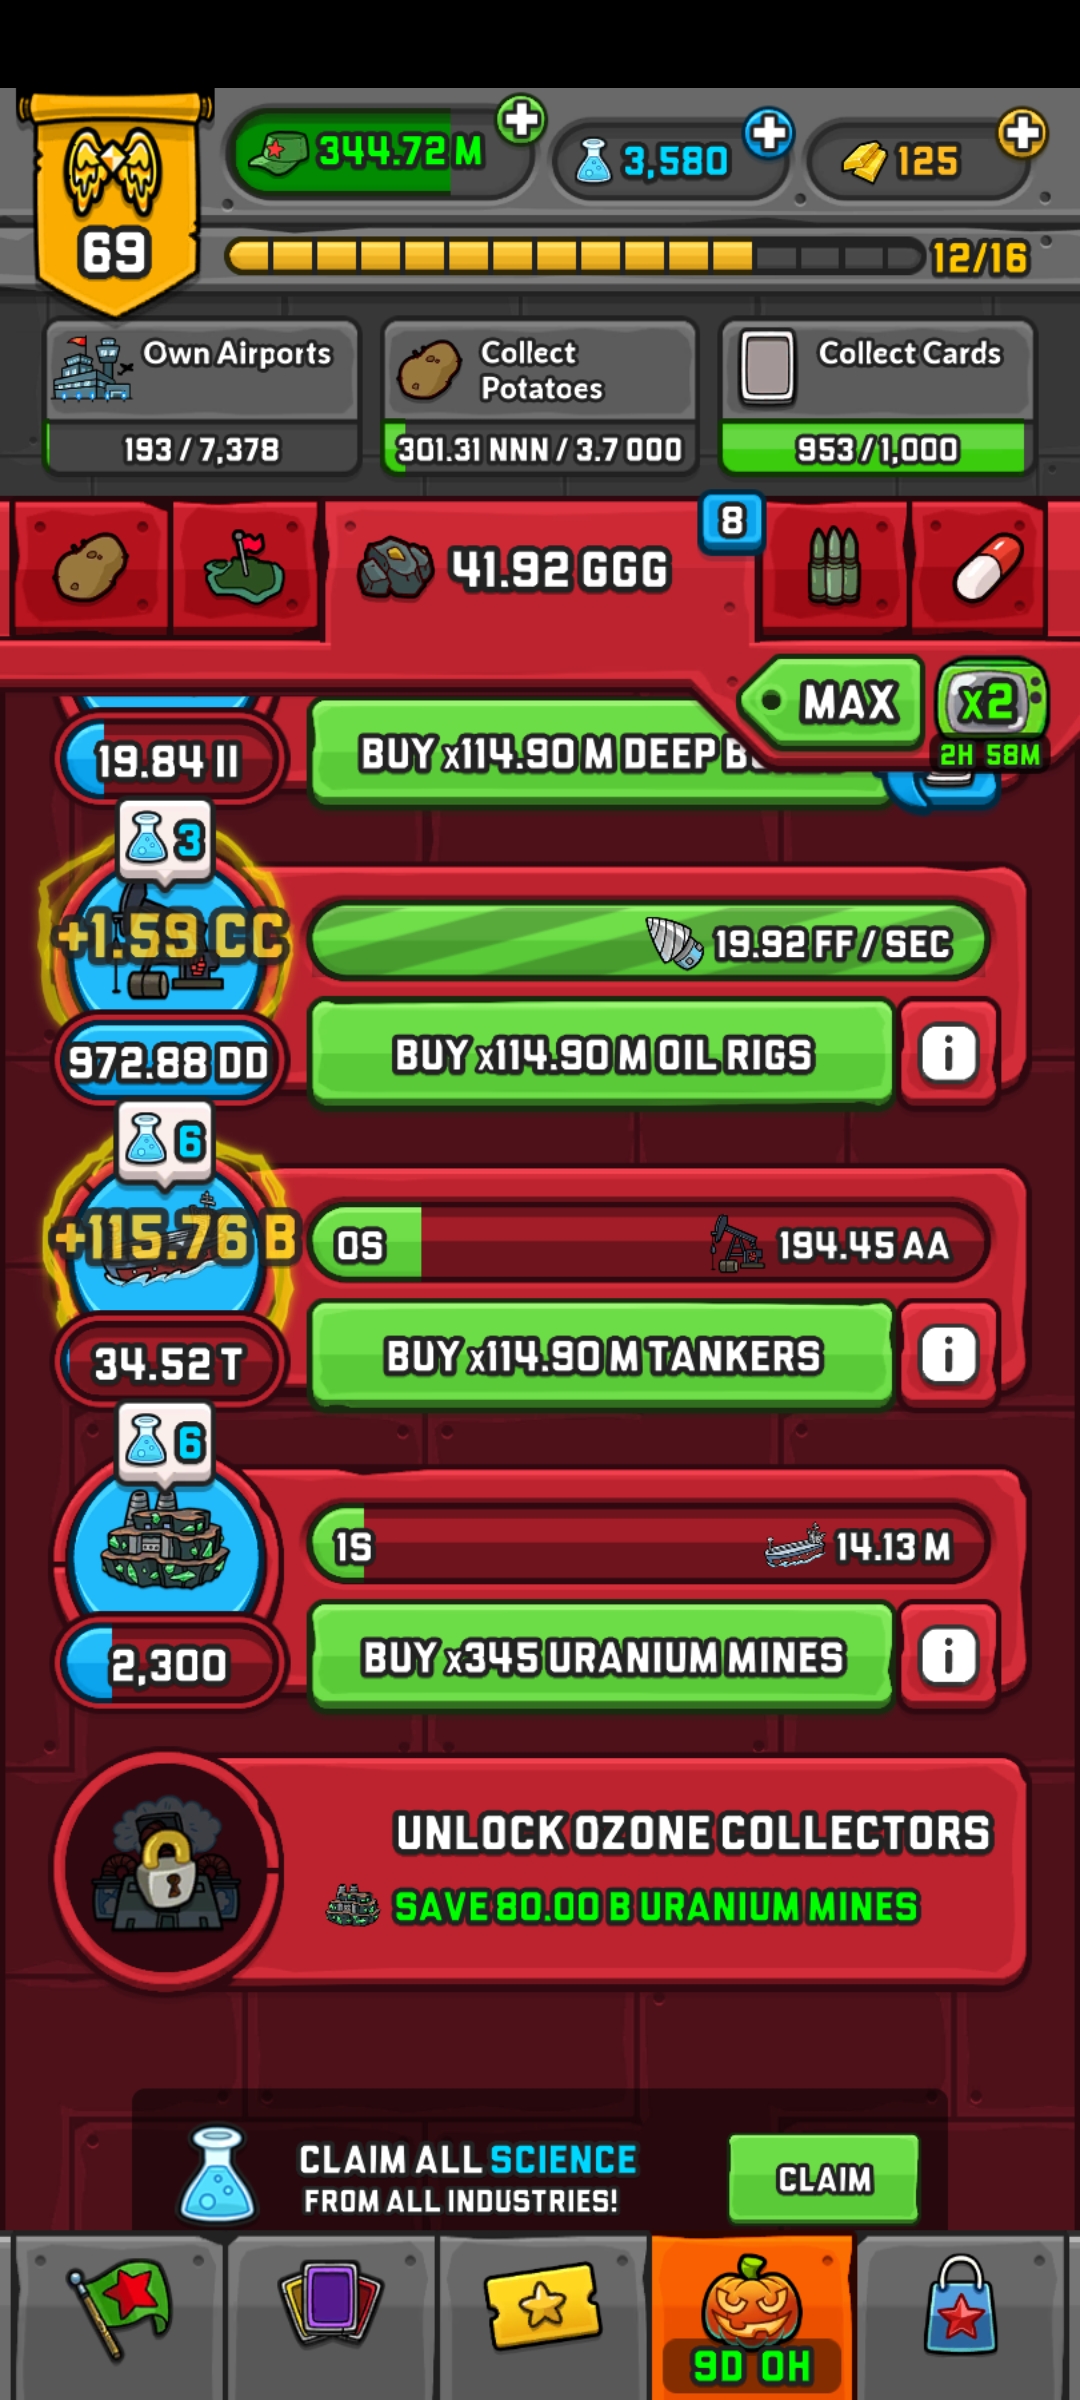 344.72 M
3,580
125
69
12/16
Own Airports
193 / 7,378
Collect
Potatoes
301.31 NNN / 3.7 OOO
Collect Cards
953 / 1,000
41.92 GGG
8
MAX
x2
2H 58M
19.84 II
BUY x114.90 M DEEP
3
+1.59 CC
19.92 FF / SEC
972.88 DD
BUY x114.90 M OIL RIGS
i
6
+115.76 B
0S
194.45 AA
34.52 T
BUY x114.90 M TANKERS
i
6
1S
14.13 M
2,300
BUY x345 URANIUM MINES
i
UNLOCK OZONE COLLECTORS
SAVE 80.00 B URANIUM MINES
CLAIM ALL SCIENCE
FROM ALL INDUSTRIES!
CLAIM
9D 0H